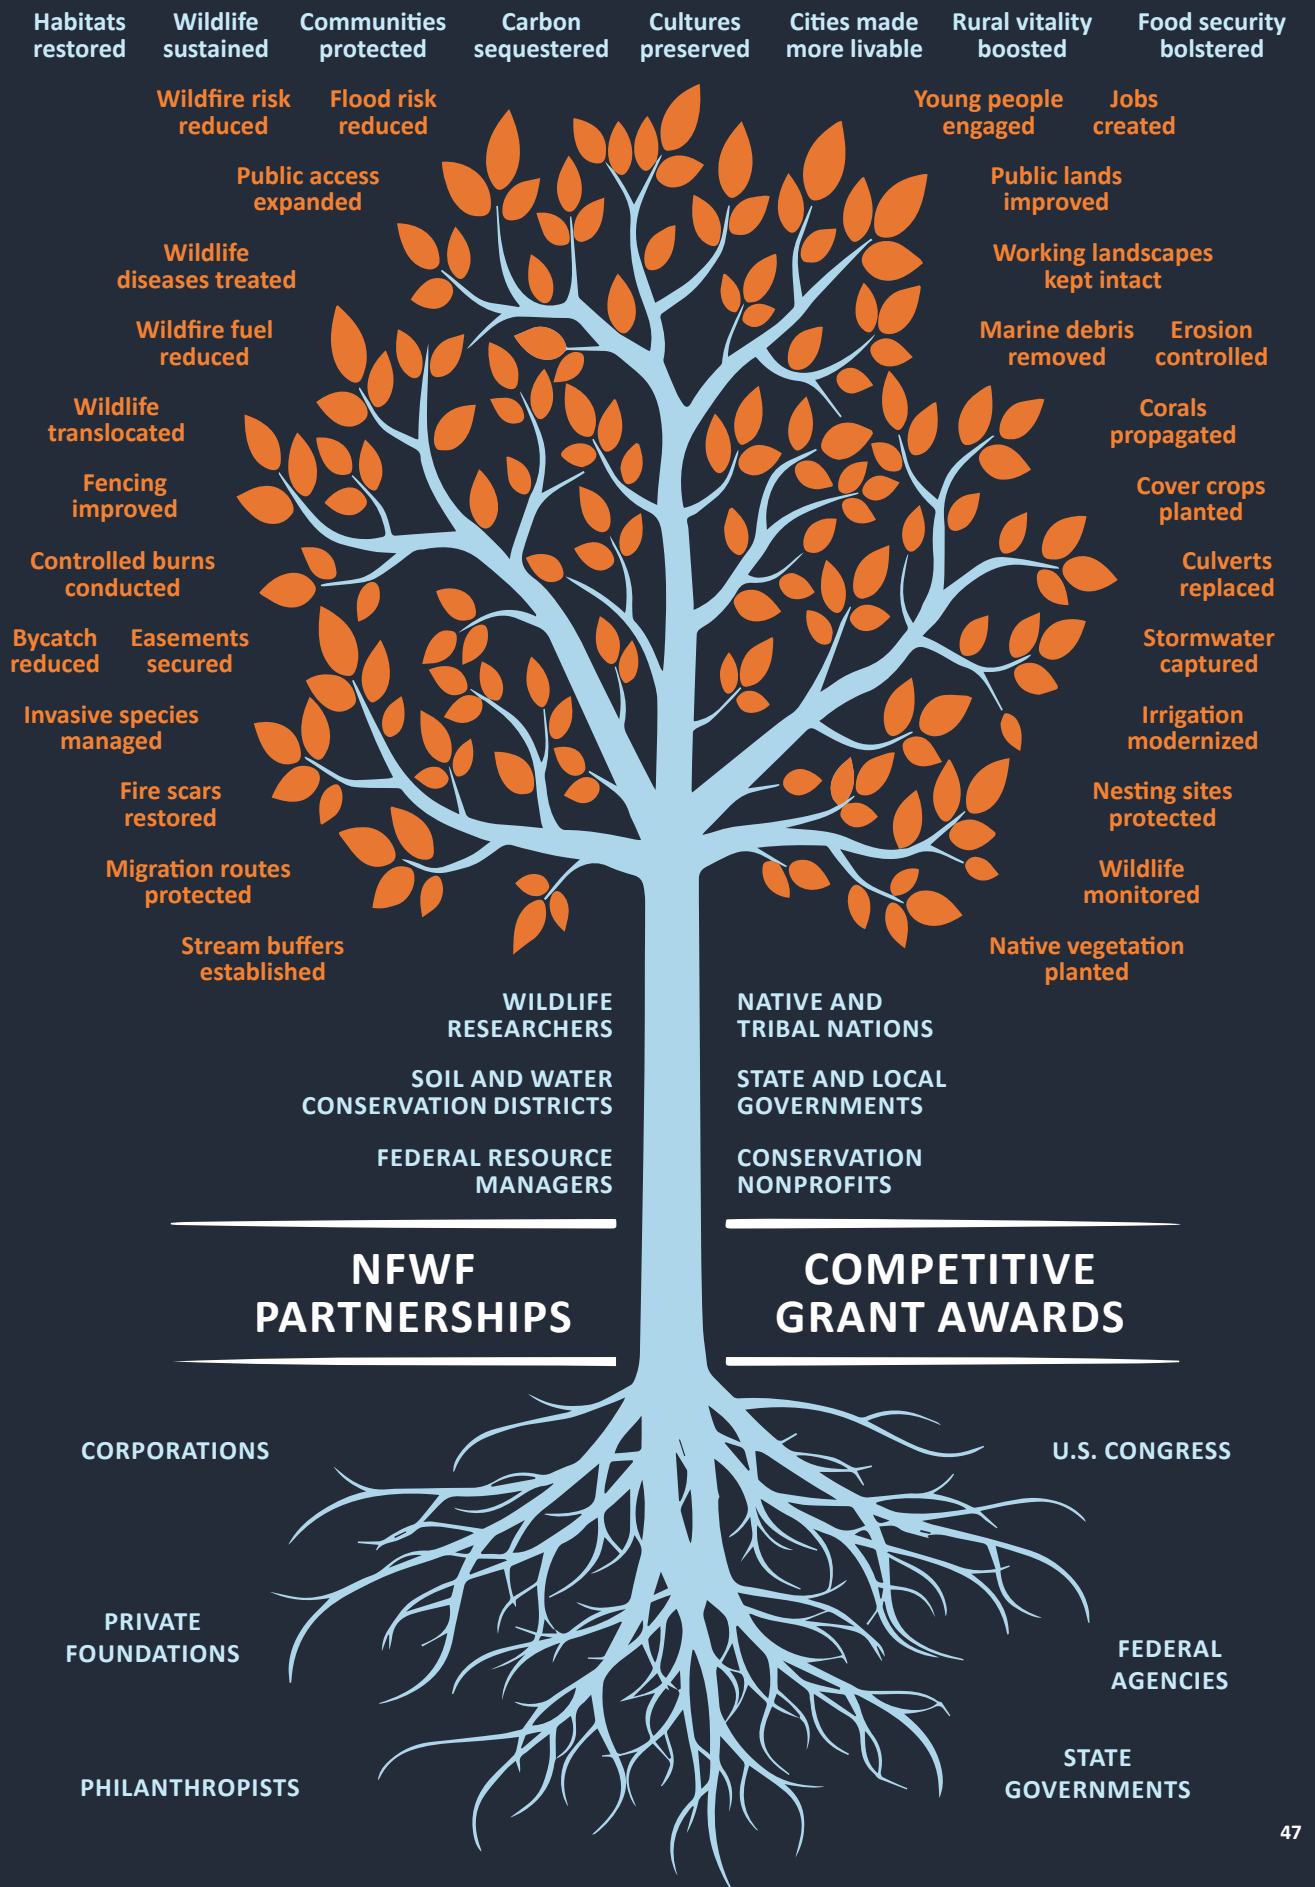 Habitats
restored
Wildlife
sustained
Communities
protected
Carbon
sequestered
Cultures
preserved
Cities made
more livable
Rural vitality
boosted
Food security
bolstered
Wildfire risk
reduced
Flood risk
reduced
Young people
engaged
Jobs
created
Public access
expanded
Public lands
improved
Wildlife
diseases treated
Working landscapes
kept intact
Wildfire fuel
reduced
Marine debris
removed
Erosion
controlled
Wildlife
translocated
Corals
propagated
Fencing
improved
Cover crops
planted
Controlled burns
conducted
Culverts
replaced
Bycatch
reduced
Easements
secured
Stormwater
captured
Invasive species
managed
Irrigation
modernized
Fire scars
restored
Nesting sites
protected
Migration routes
protected
Wildlife
monitored
Stream buffers
established
Native vegetation
planted
WILDLIFE
RESEARCHERS
NATIVE AND
TRIBAL NATIONS
SOIL AND WATER
CONSERVATION DISTRICTS
STATE AND LOCAL
GOVERNMENTS
FEDERAL RESOURCE
MANAGERS
CONSERVATION
NONPROFITS
NFWF
PARTNERSHIPS
COMPETITIVE
GRANT AWARDS
CORPORATIONS
U.S. CONGRESS
PRIVATE
FOUNDATIONS
FEDERAL
AGENCIES
PHILANTHROPISTS
STATE
GOVERNMENTS
47